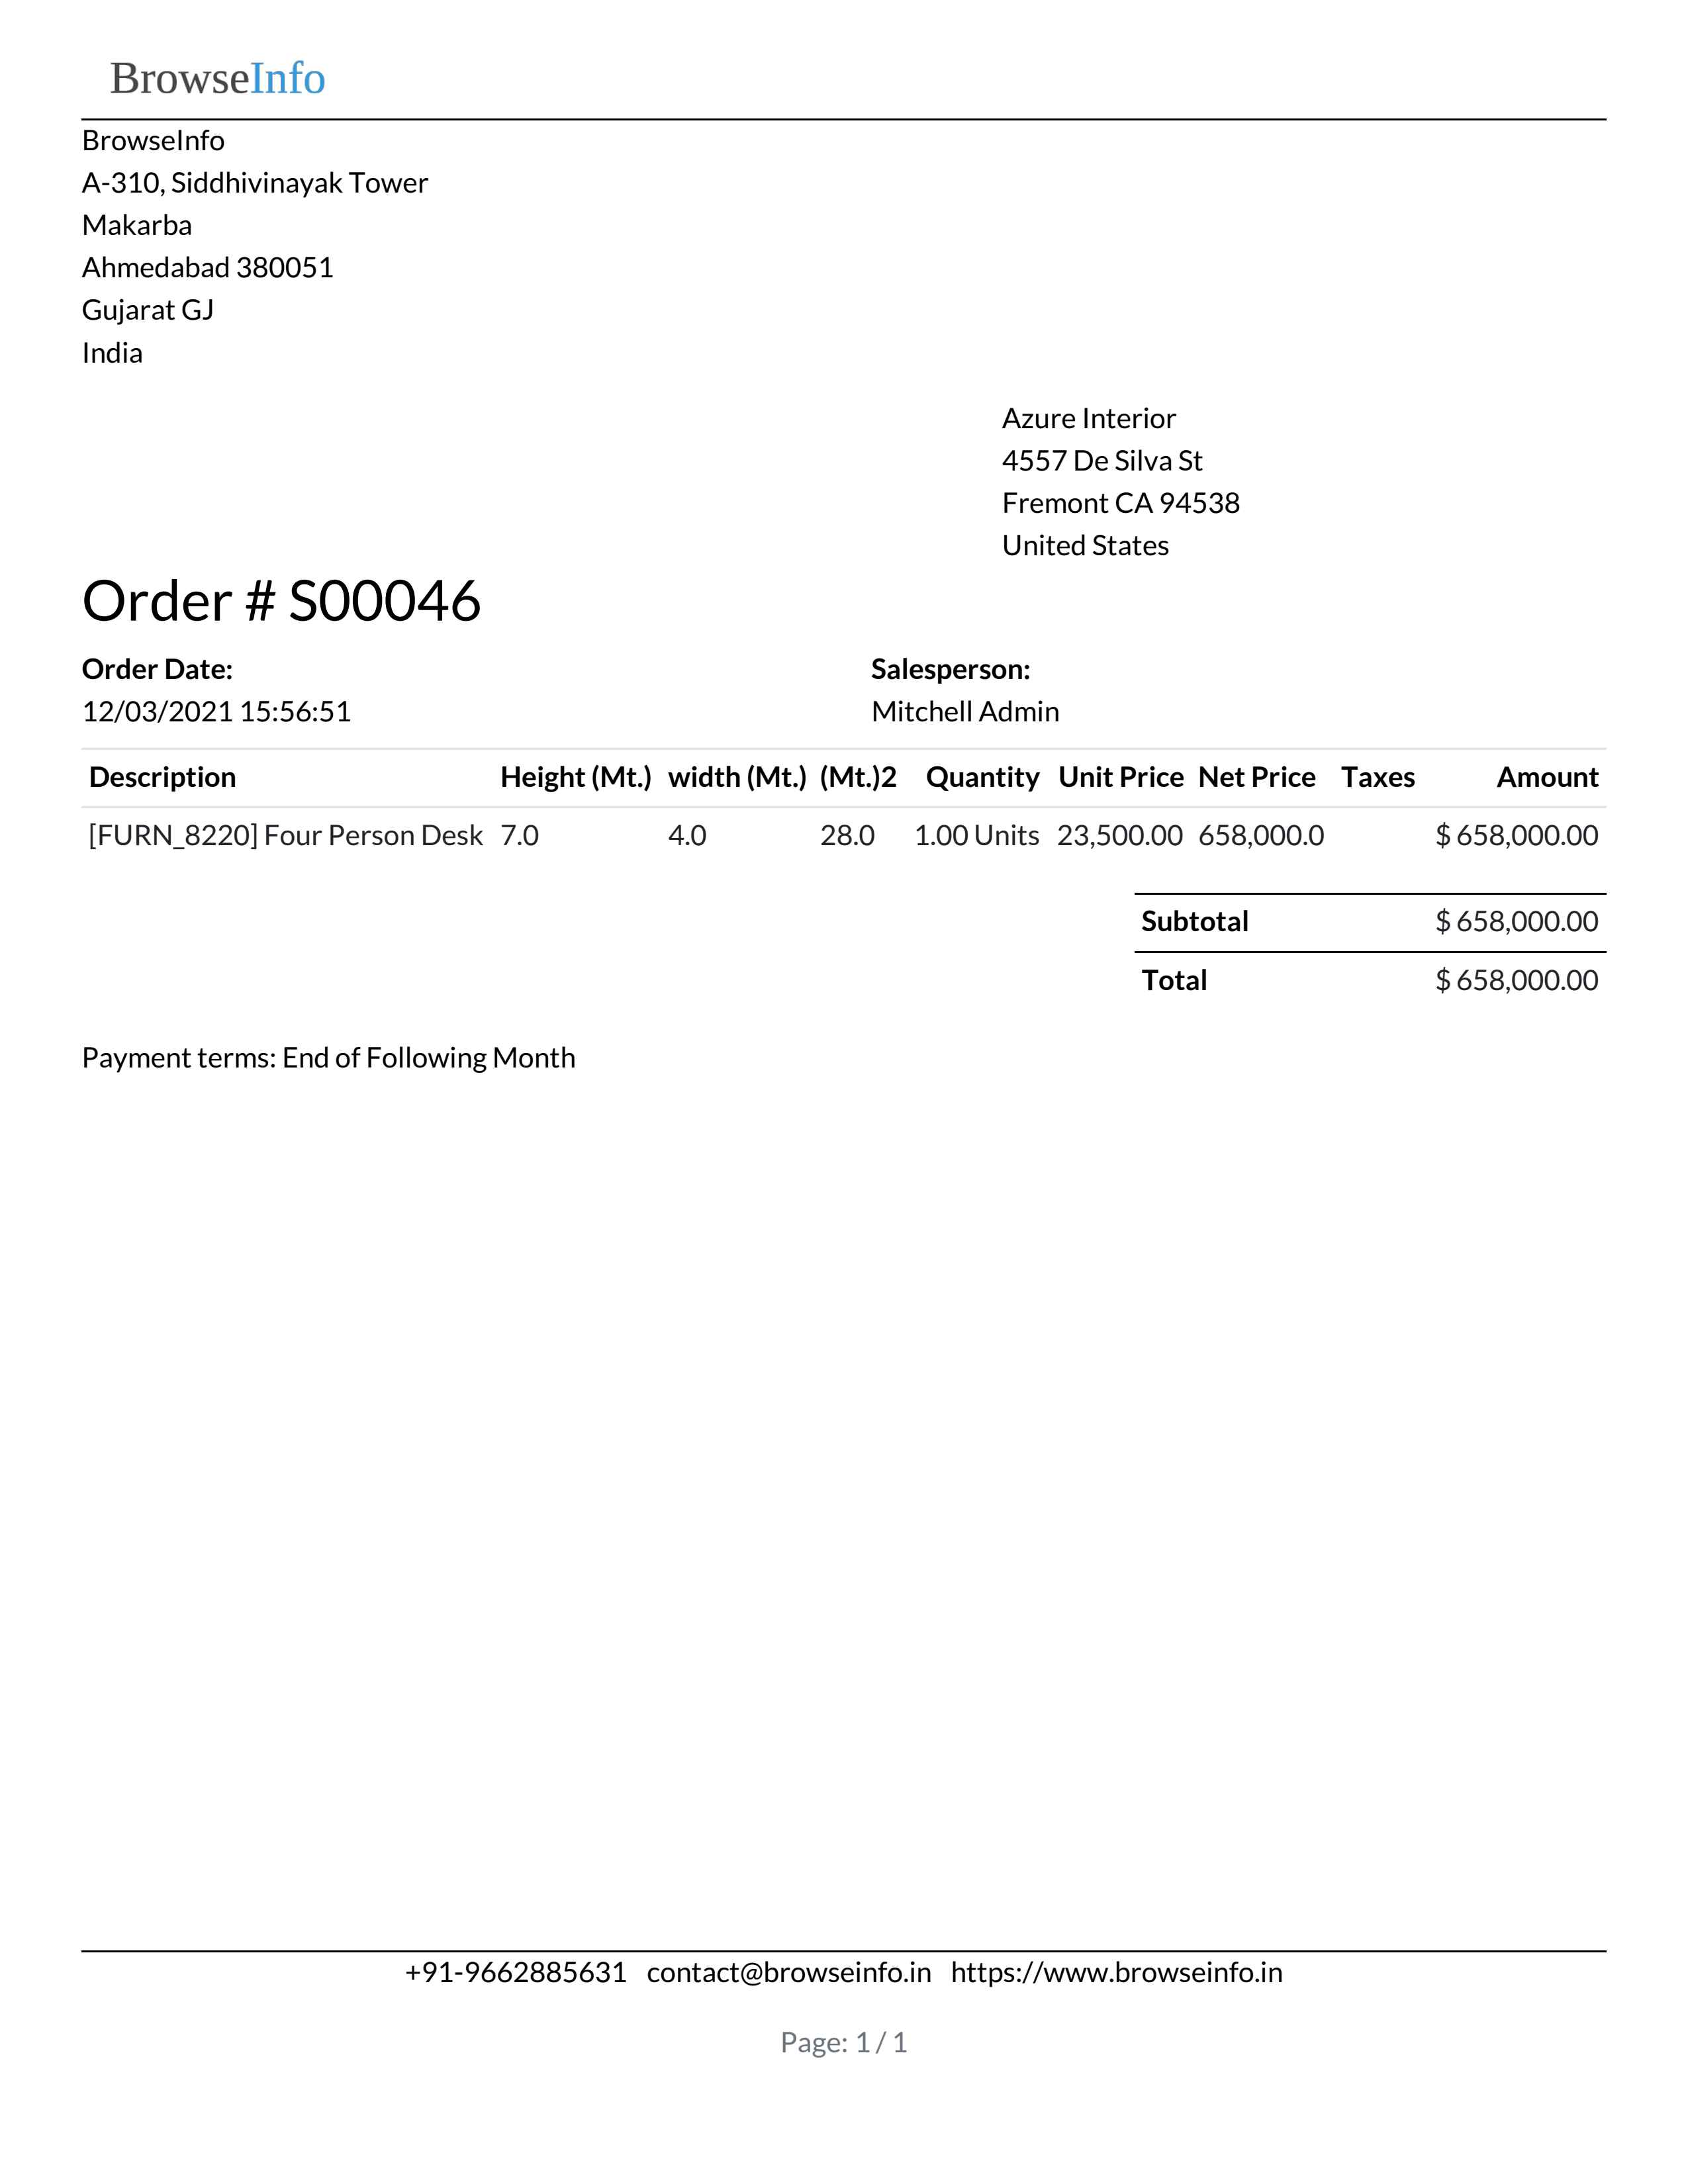 BrowseInfo
BrowseInfo
A-310, Siddhivinayak Tower
Makarba
Ahmedabad 380051
Gujarat GJ
India
Azure Interior
4557 De Silva St
Fremont CA 94538
United States
Order # S00046
Order Date: Salesperson:
12/03/2021 15:56:51 Mitchell Admin
Description Height (Mt.) width (Mt.) (Mt.)2 Quantity Unit Price Net Price Taxes Amount
[FURN_8220] Four Person Desk 7.0 4.0 28.0 1.00 Units 23,500.00 658,000.0 $ 658,000.00
Subtotal $ 658,000.00
Total $ 658,000.00
Payment terms: End of Following Month
+91-9662885631 contact@browseinfo.in https://www.browseinfo.in
Page: 1 / 1